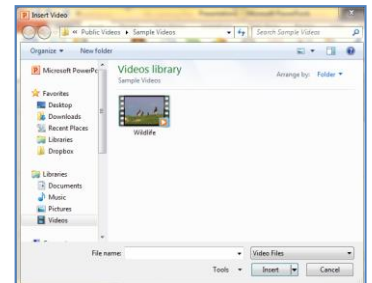 Insert Video
« Public Videos ▸ Sample Videos
Search Sample Videos
Organize
New folder
Microsoft PowerPc
Videos library
Sample Videos
Arrange by: Folder
Favorites
Desktop
Downloads
Recent Places
Libraries
Dropbox
Wildlife
Libraries
Documents
Music
Pictures
Videos
File name:
Video Files
Tools
Insert
Cancel